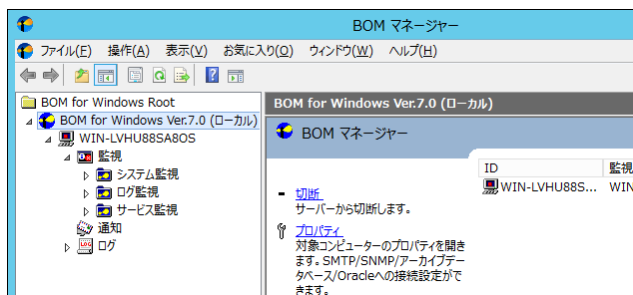 BOM マネージャー
ファイル(F) 操作(A) 表示(V) お気に入り(O) ウィンドウ(W) ヘルプ(H)
BOM for Windows Root
BOM for Windows Ver.7.0 (ローカル)
WIN-LVHU88SA8OS
監視
システム監視
ログ監視
サービス監視
通知
ログ
BOM for Windows Ver.7.0 (ローカル)
BOM マネージャー
切断
サーバーから切断します。
プロパティ
対象コンピューターのプロパティを開き
ます。SMTP/SNMP/アーカイブデー
タベース/Oracleへの接続設定がで
きます。
ID 監視
WIN-LVHU88S... WIN